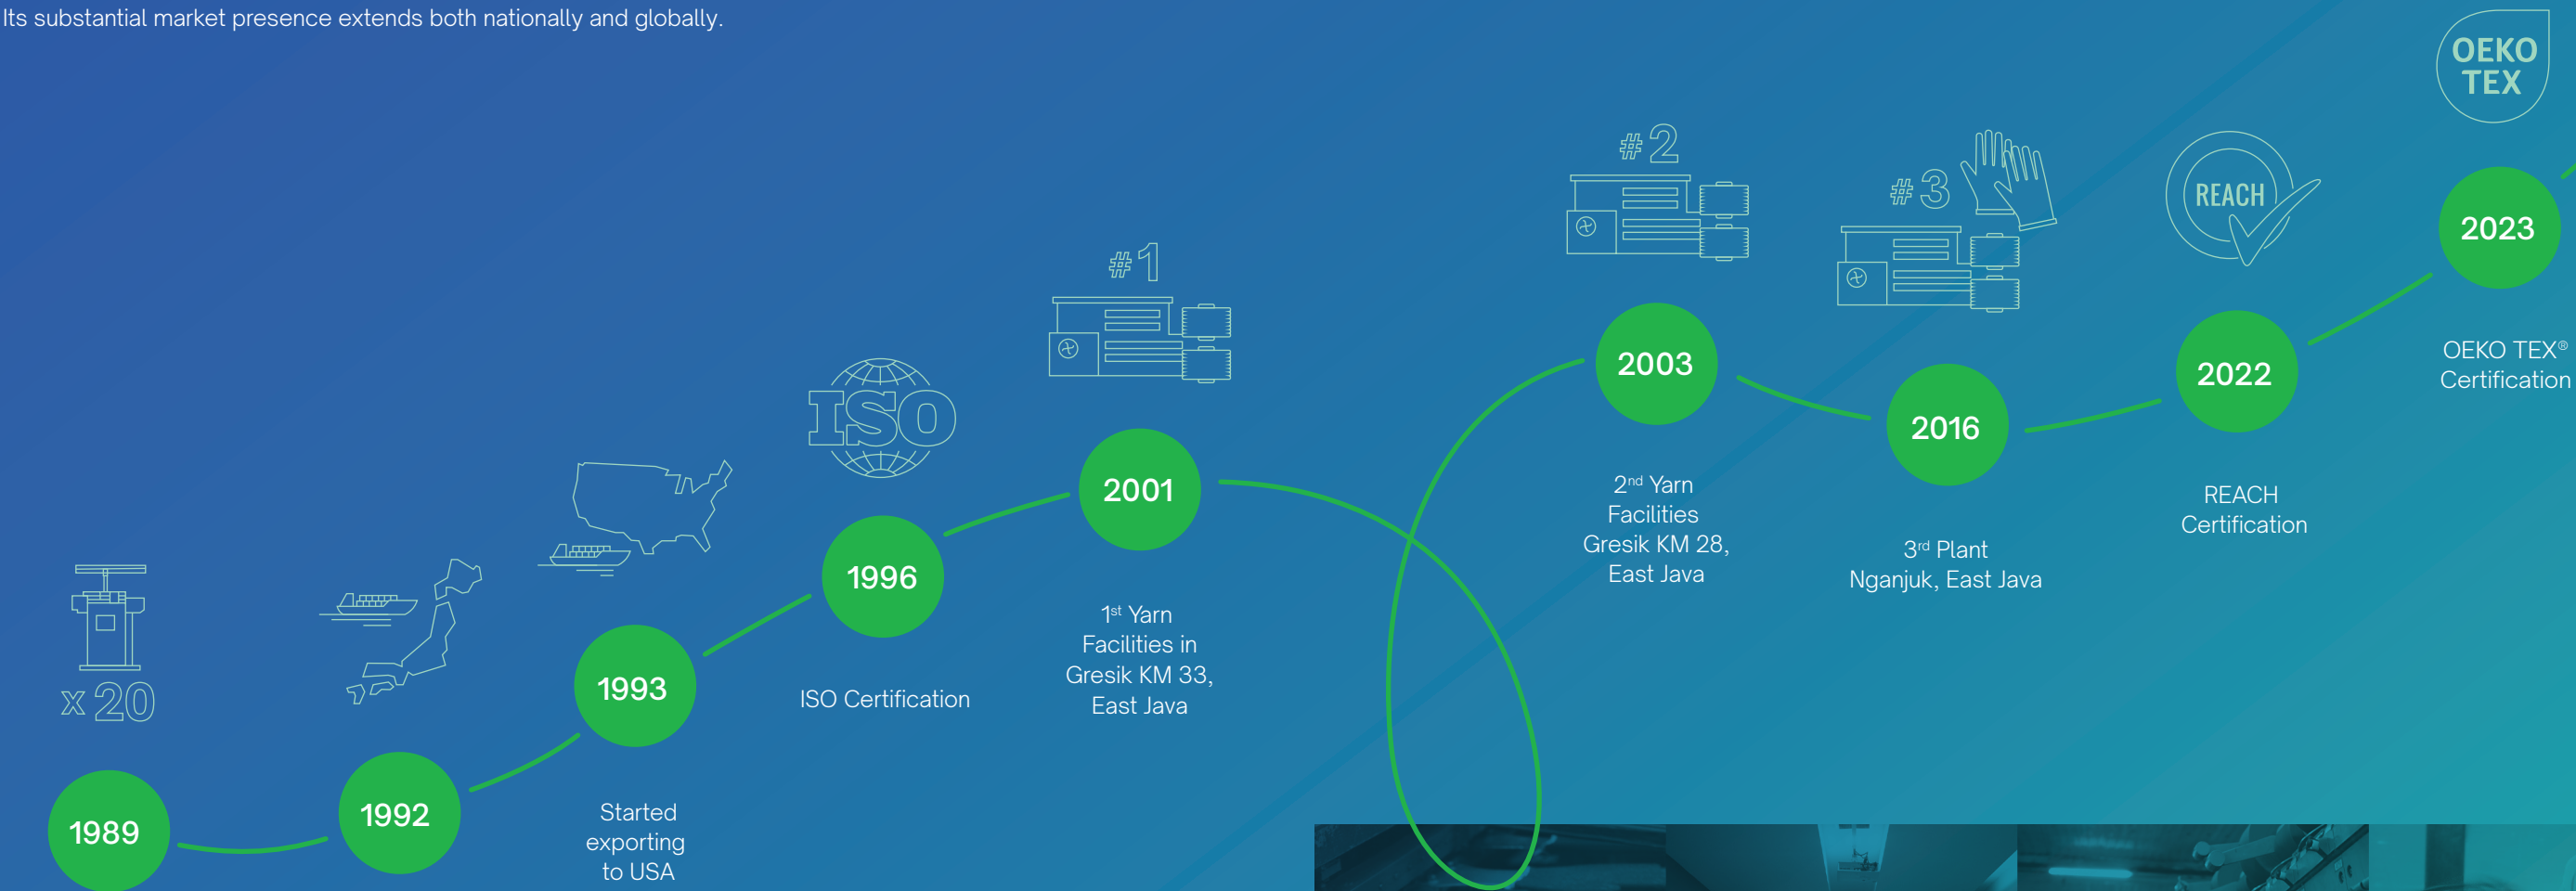 Its substantial market presence extends both nationally and globally.
x 20
1989
1992
1993
Started
exporting
to USA
ISO
1996
ISO Certification
#1
2001
1st Yarn
Facilities in
Gresik KM 33,
East Java
#2
2003
2nd Yarn
Facilities
Gresik KM 28,
East Java
#3
2016
3rd Plant
Nganjuk, East Java
REACH
2022
REACH
Certification
OEKO
TEX
2023
OEKO TEX®
Certification